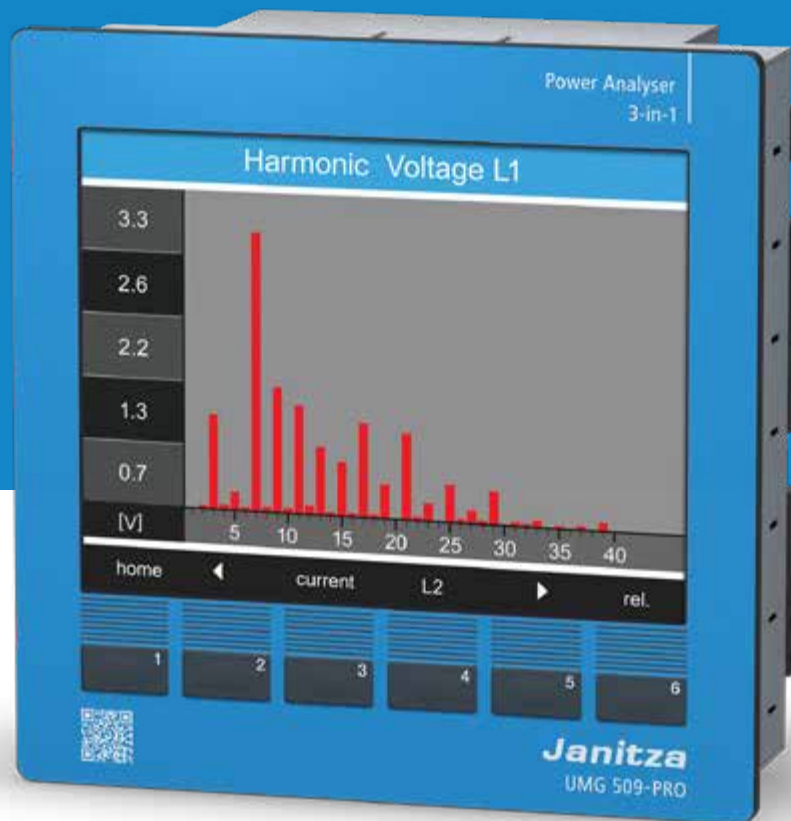 Power Analyser
3-in-1
Harmonic Voltage L1
3.3
2.6
2.2
1.3
0.7
[V]
5 10 15 20 25 30 35 40
home current L2 rel.
1 2 3 4 5 6
Janitza
UMG 509-PRO